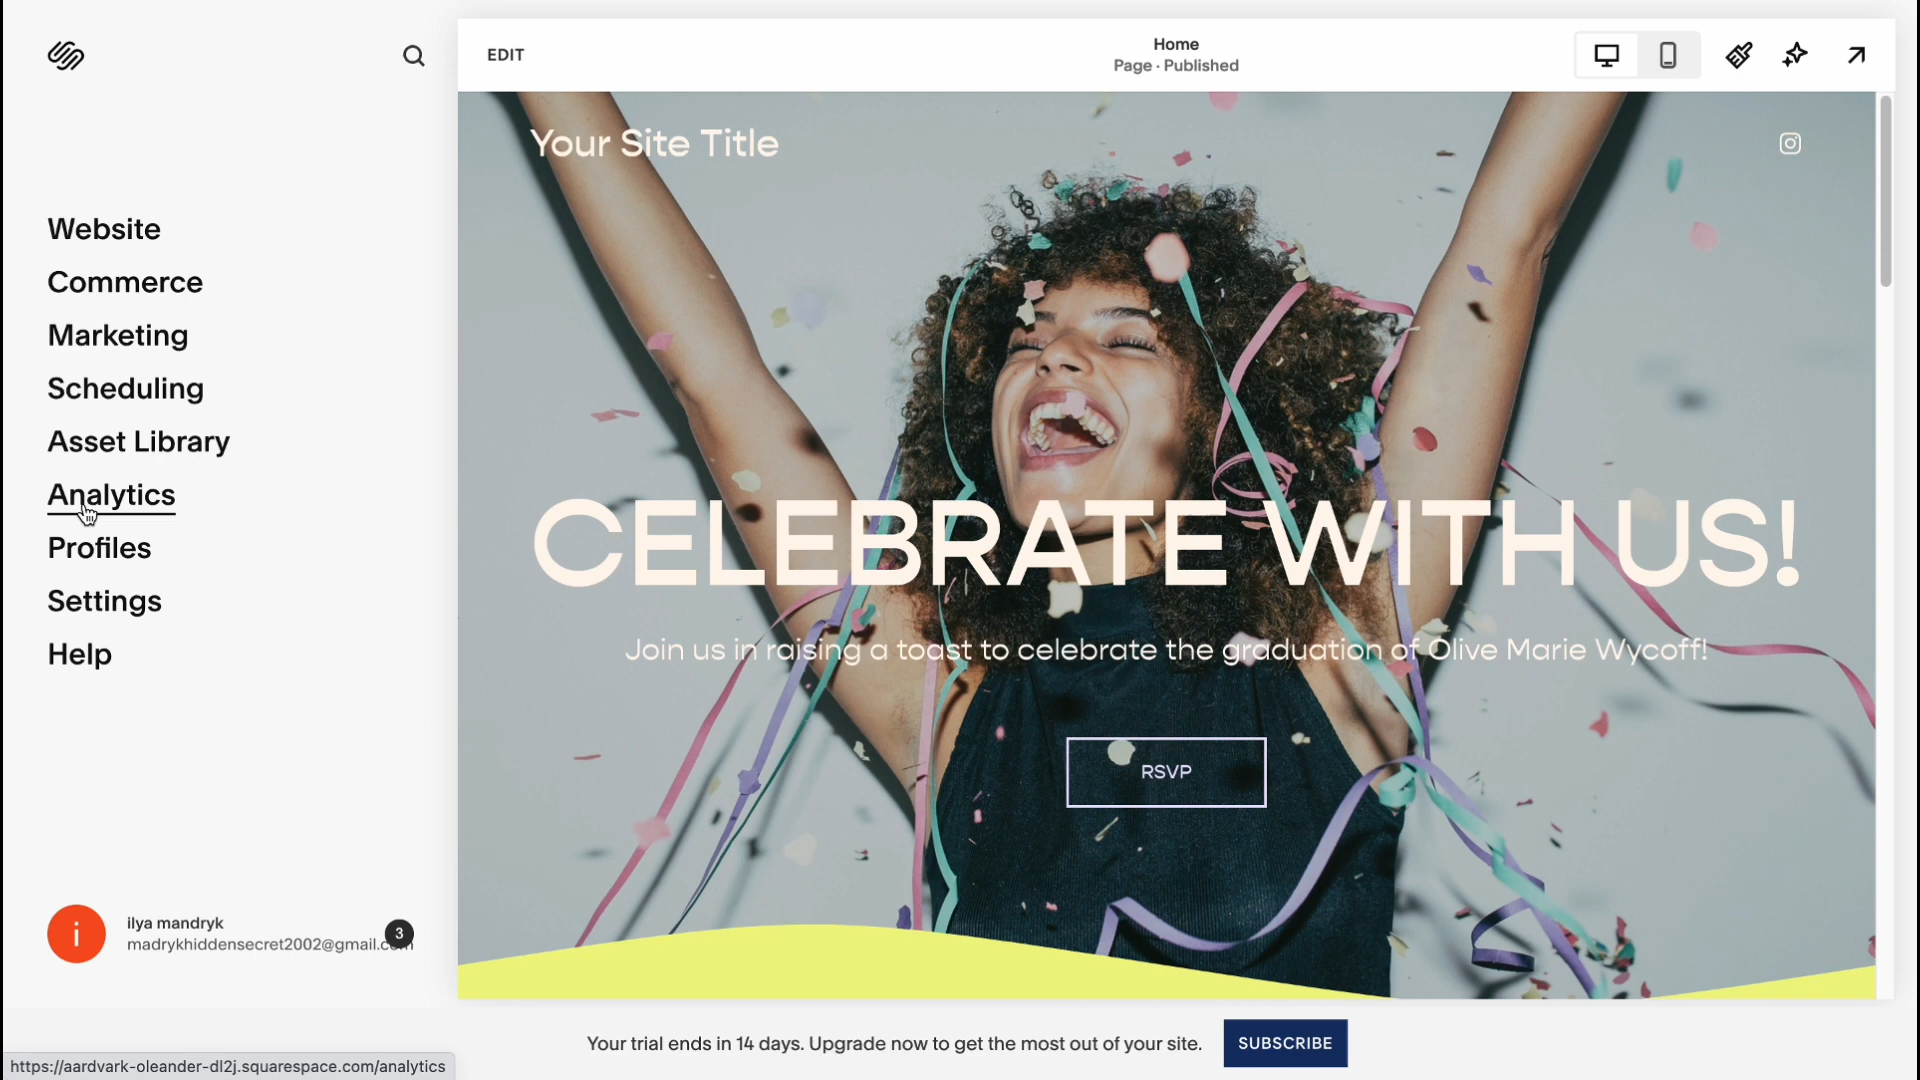 EDIT
Home
Page · Published
Website
Commerce
Marketing
Scheduling
Asset Library
Analytics
Profiles
Settings
Help
ilya mandryk
madrykhiddensecret2002@gmail.com
3
Your Site Title
CELEBRATE WITH US!
Join us in raising a toast to celebrate the graduation of Olive Marie Wycoff!
RSVP
Your trial ends in 14 days. Upgrade now to get the most out of your site.
SUBSCRIBE
https://aardvark-oleander-dl2j.squarespace.com/analytics